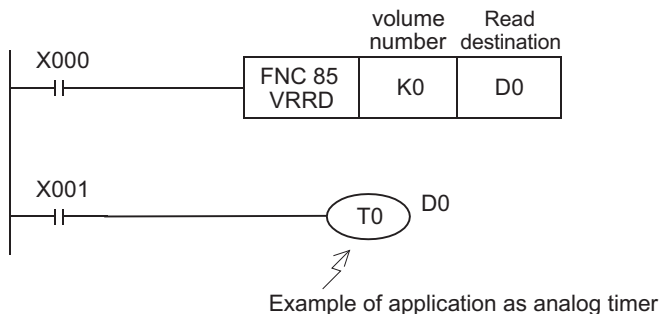 volume
number
Read
destination
X000
FNC 85
VRRD
K0
D0
X001
T0
D0
Example of application as analog timer